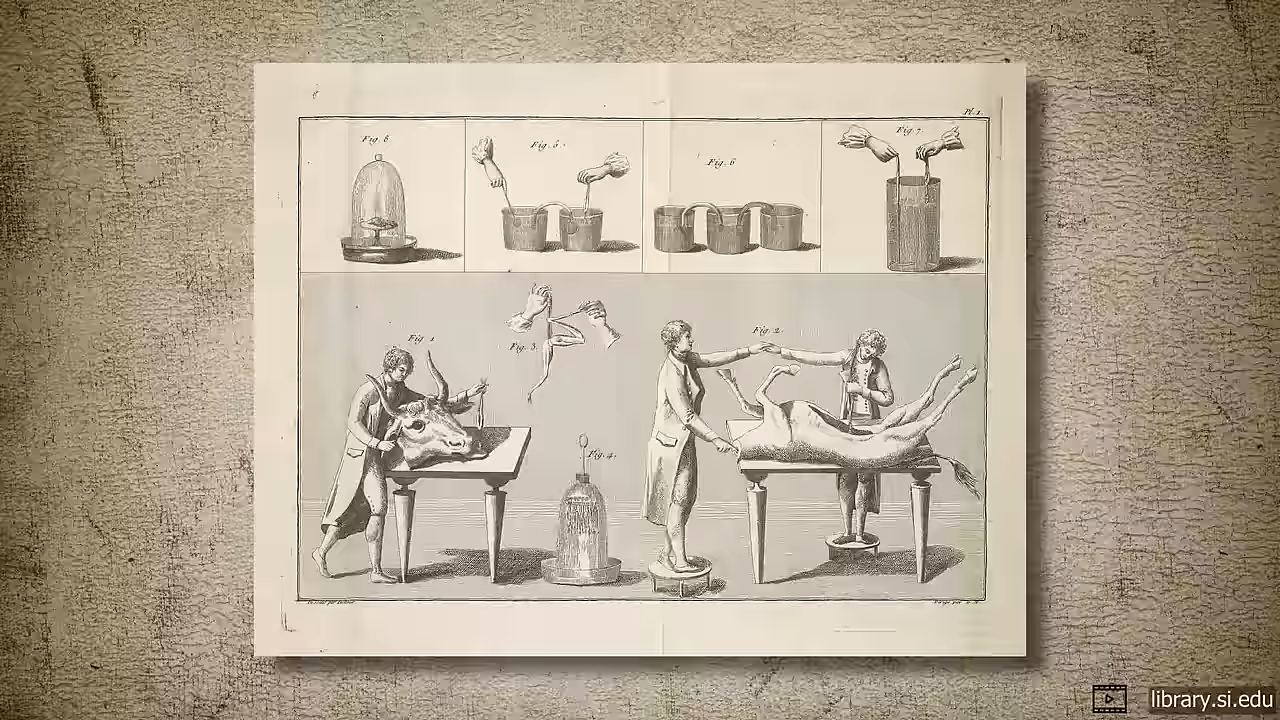 Pl. 1.
Fig. 8.
Fig. 5.
Fig. 6
Fig. 7.
Fig. 1
Fig. 3.
Fig. 2.
Fig. 4.
library.si.edu